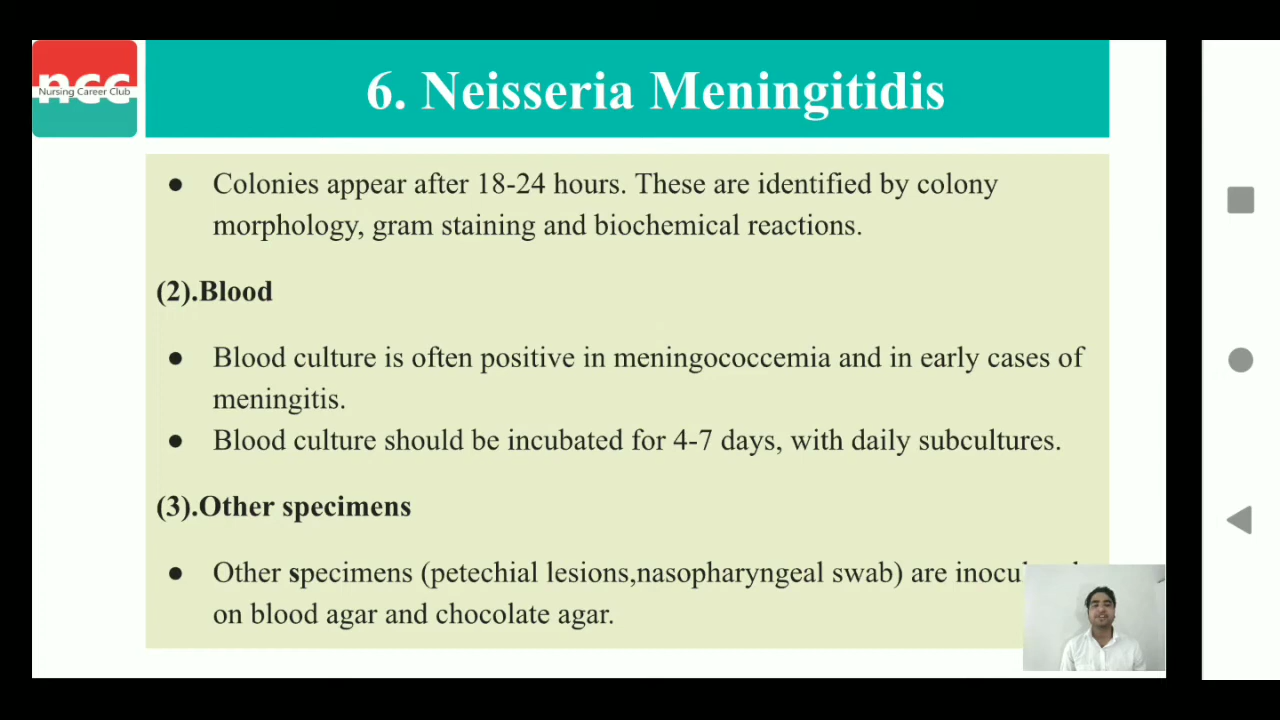 ncc
Nursing Career Club
6. Neisseria Meningitidis
● Colonies appear after 18-24 hours. These are identified by colony
morphology, gram staining and biochemical reactions.
(2).Blood
● Blood culture is often positive in meningococcemia and in early cases of
meningitis.
● Blood culture should be incubated for 4-7 days, with daily subcultures.
(3).Other specimens
● Other specimens (petechial lesions,nasopharyngeal swab) are
on blood agar and chocolate agar.